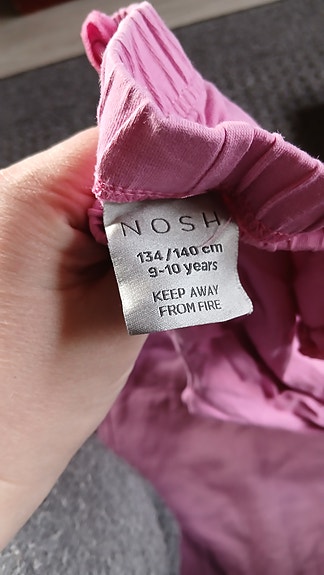 NOSH
134/140 cm
9-10 years
KEEP AWAY
FROM FIRE